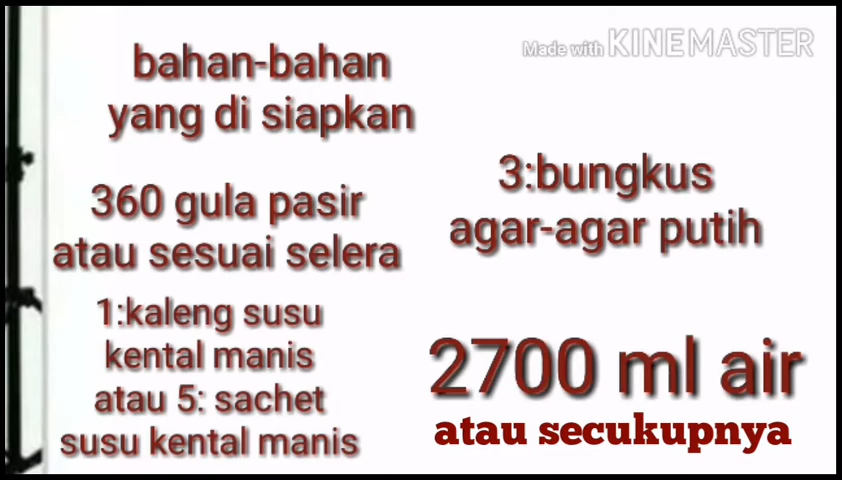 bahan-bahan
yang di siapkan
360 gula pasir
atau sesuai selera
1:kaleng susu
kental manis
atau 5: sachet
susu kental manis
Made with KINEMASTER
3:bungkus
agar-agar putih
2700 ml air
atau secukupnya